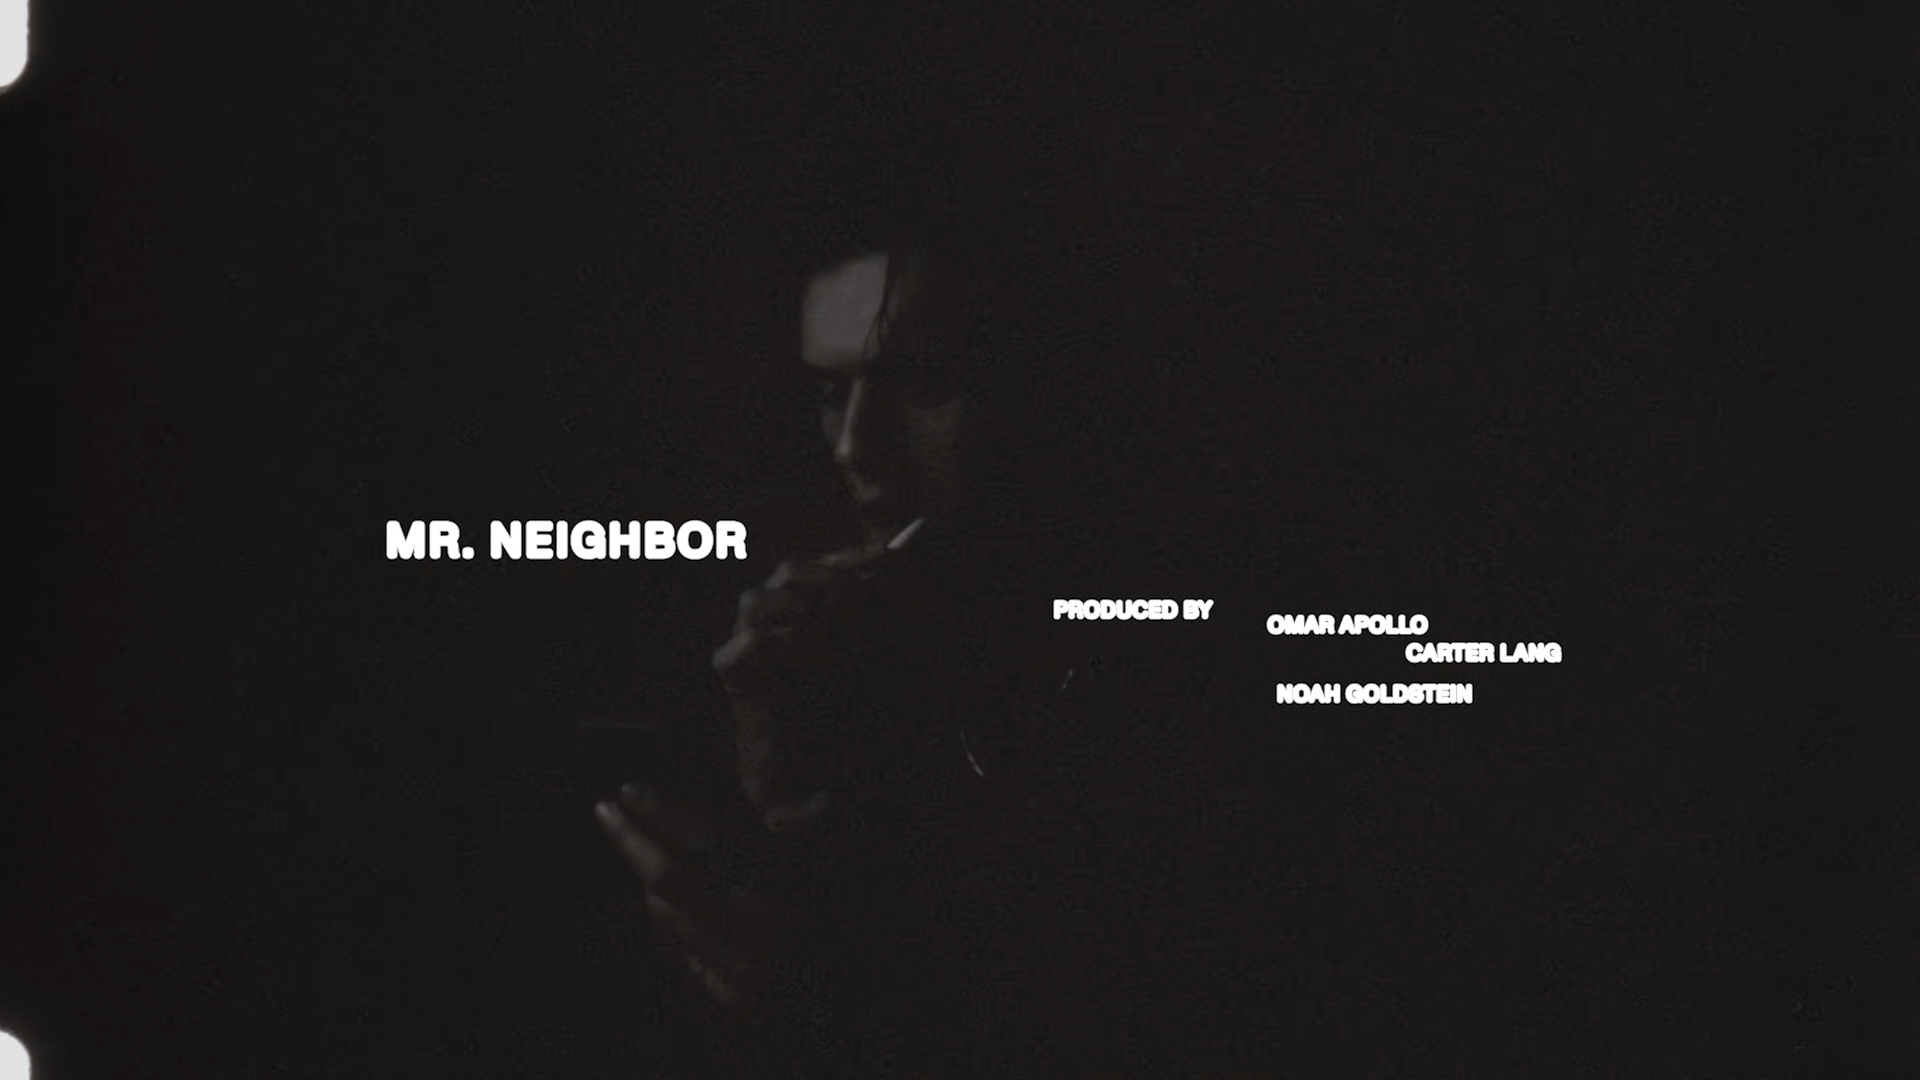 MR. NEIGHBOR
PRODUCED BY
OMAR APOLLO
CARTER LANG
NOAH GOLDSTEIN